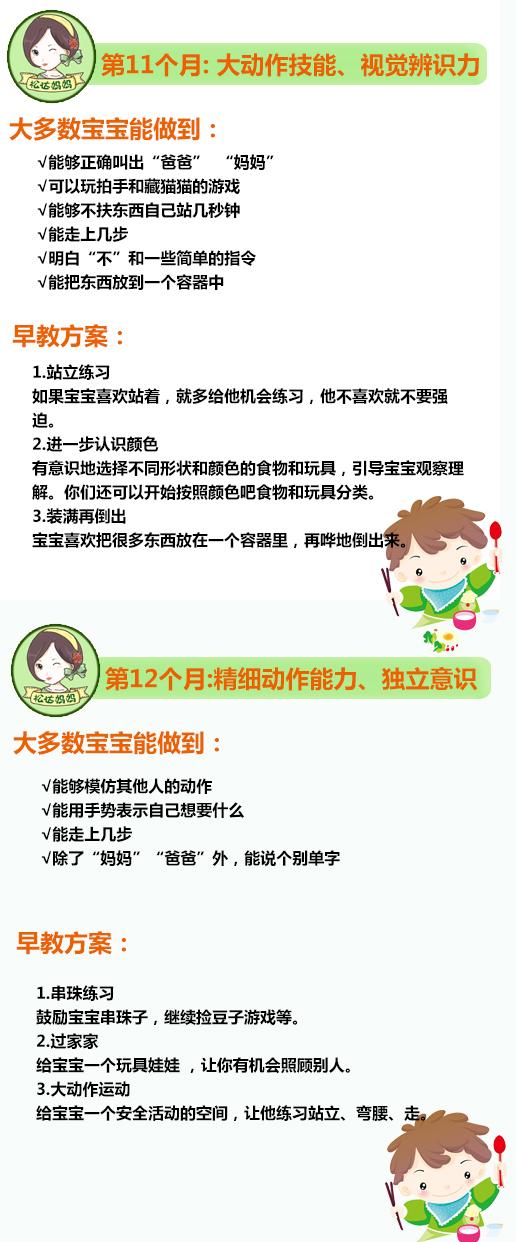 松达妈妈
第11个月: 大动作技能、视觉辨识力
大多数宝宝能做到：
√能够正确叫出“爸爸” “妈妈”
√可以玩拍手和藏猫猫的游戏
√能够不扶东西自己站几秒钟
√能走上几步
√明白“不”和一些简单的指令
√能把东西放到一个容器中
早教方案：
1.站立练习
如果宝宝喜欢站着，就多给他机会练习，他不喜欢就不要强
迫。
2.进一步认识颜色
有意识地选择不同形状和颜色的食物和玩具，引导宝宝观察理
解。你们还可以开始按照颜色吧食物和玩具分类。
3.装满再倒出
宝宝喜欢把很多东西放在一个容器里，再哗地倒出来。
松达妈妈
第12个月:精细动作能力、独立意识
大多数宝宝能做到：
√能够模仿其他人的动作
√能用手势表示自己想要什么
√能走上几步
√除了“妈妈”“爸爸”外，能说个别单字
早教方案：
1.串珠练习
鼓励宝宝串珠子，继续捡豆子游戏等。
2.过家家
给宝宝一个玩具娃娃 ，让你有机会照顾别人。
3.大动作运动
给宝宝一个安全活动的空间，让他练习站立、弯腰、走。